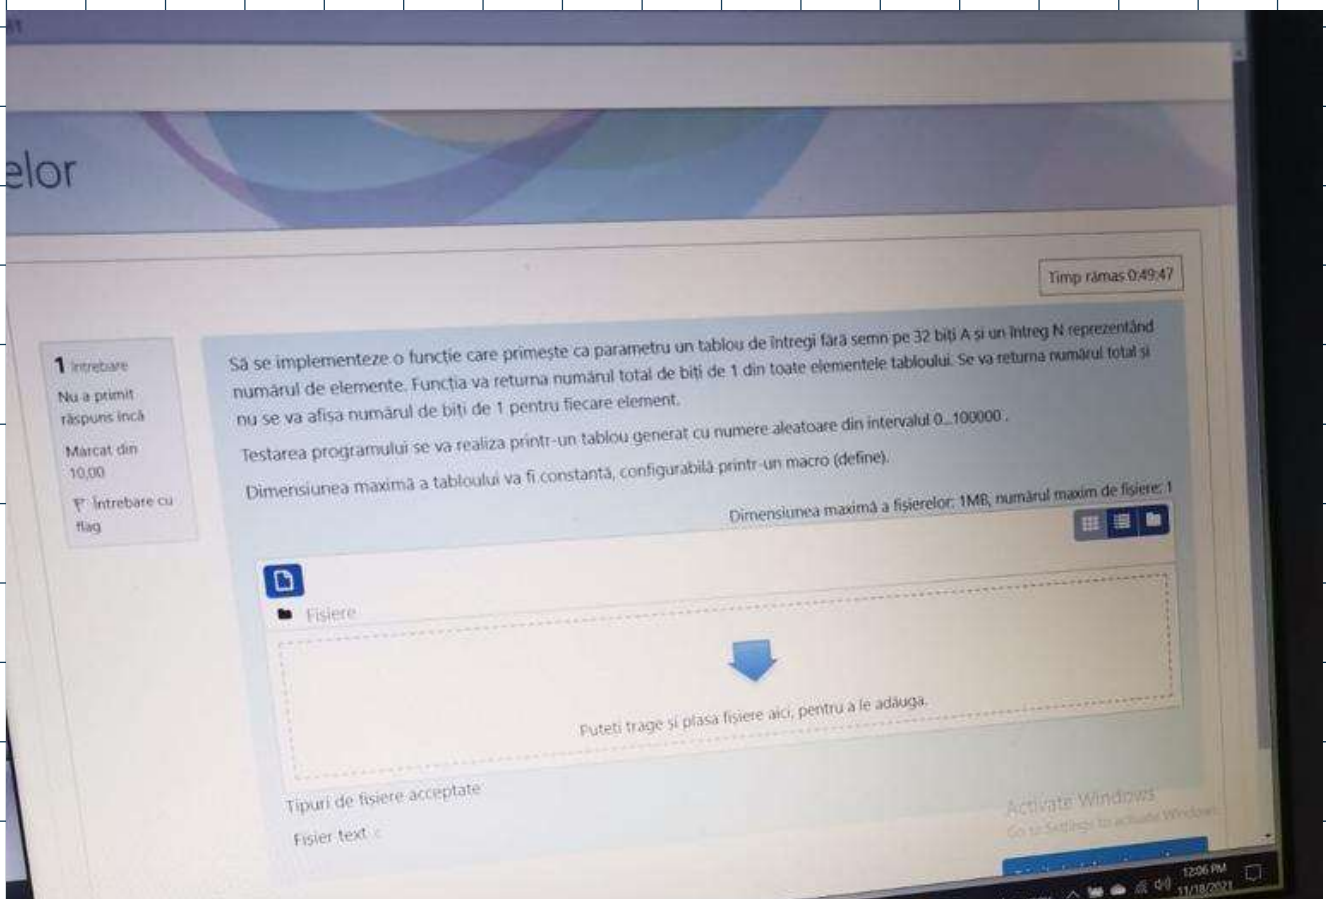 elor
Timp rămas 0:49:47
1 Întrebare
Nu a primit
răspuns încă
Marcat din
10,00
Întrebare cu
flag
Să se implementeze o funcție care primește ca parametru un tablou de întregi fără semn pe 32 biți A și un întreg N reprezentând
numărul de elemente. Funcția va returna numărul total de biți de 1 din toate elementele tabloului. Se va returna numărul total și
nu se va afișa numărul de biți de 1 pentru fiecare element.
Testarea programului se va realiza printr-un tablou generat cu numere aleatoare din intervalul 0...100000 .
Dimensiunea maximă a tabloului va fi constantă, configurabilă printr-un macro (define).
Dimensiunea maximă a fișierelor: 1MB, numărul maxim de fișiere: 1
Fișiere
Puteți trage și plasa fișiere aici, pentru a le adăuga.
Tipuri de fișiere acceptate
Fișier text .c
Activate Windows
Go to Settings to activate Windows.
12:06 PM
11/18/2021